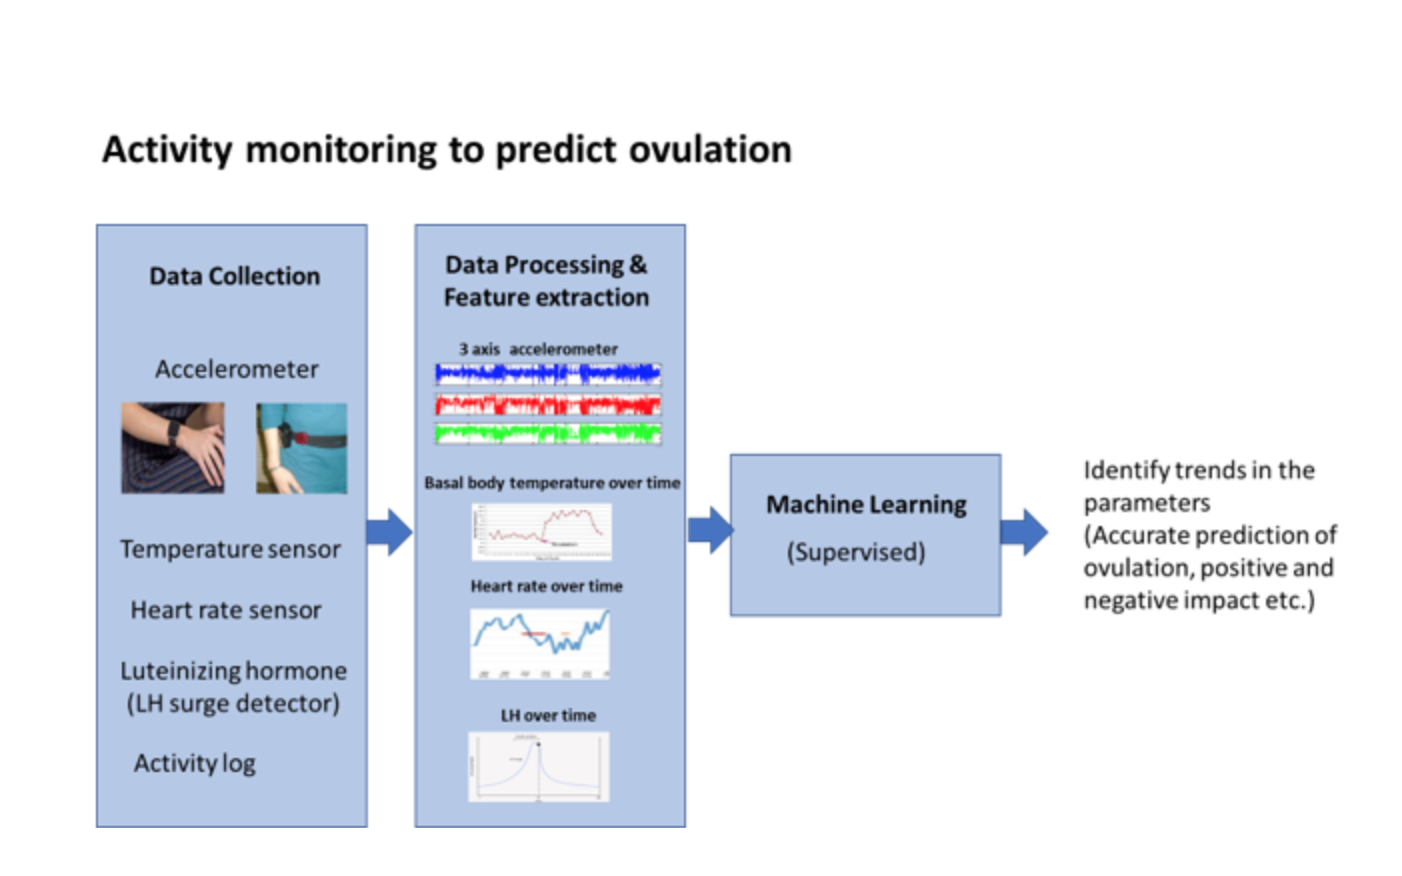 Activity monitoring to predict ovulation
Data Collection
Accelerometer
Temperature sensor
Heart rate sensor
Luteinizing hormone
(LH surge detector)
Activity log
Data Processing &
Feature extraction
3 axis accelerometer
Basal body temperature over time
Heart rate over time
LH over time
Machine Learning
(Supervised)
Identify trends in the
parameters
(Accurate prediction of
ovulation, positive and
negative impact etc.)